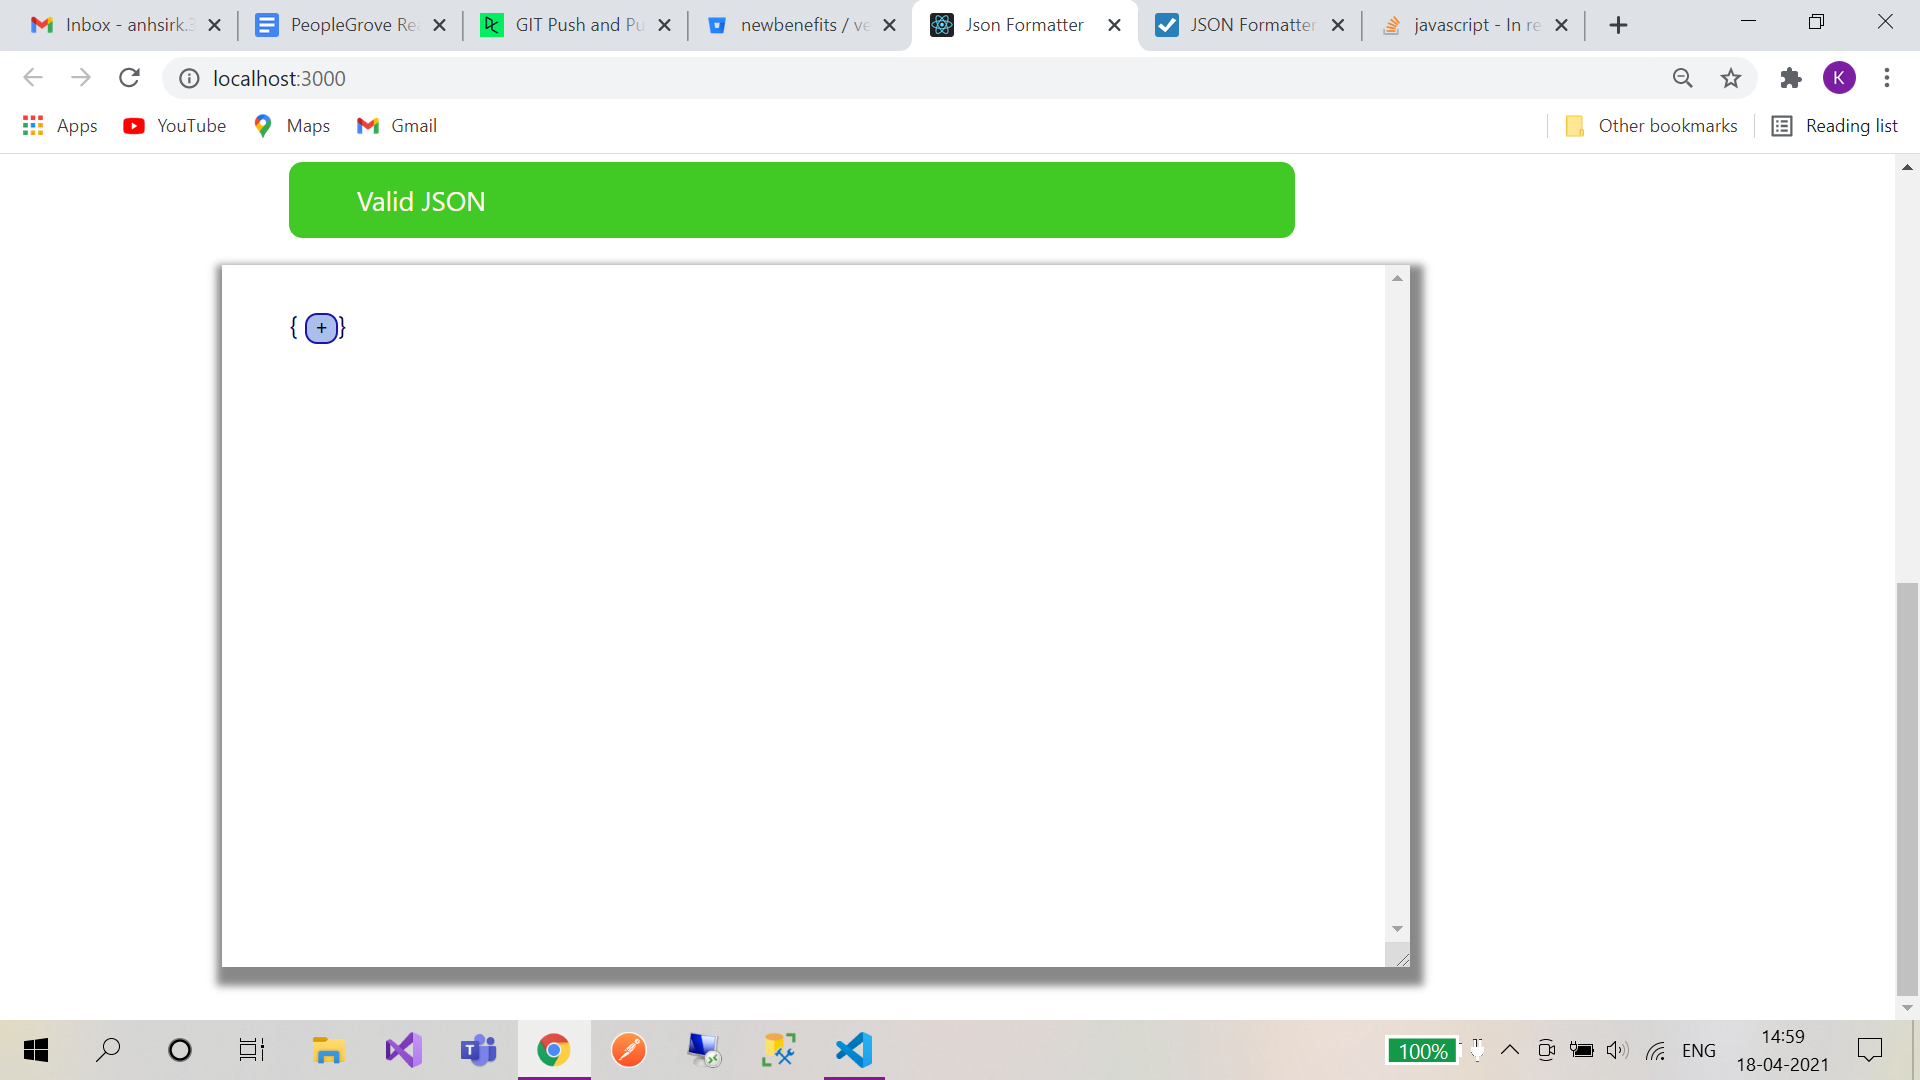 Inbox - anhsirk.3
PeopleGrove Re
GIT Push and Pu
newbenefits / ve
Json Formatter
JSON Formatter
javascript - In re
localhost:3000
K
Apps
YouTube
Maps
Gmail
Other bookmarks
Reading list
Valid JSON
{ + }
100%
ENG
14:59
18-04-2021